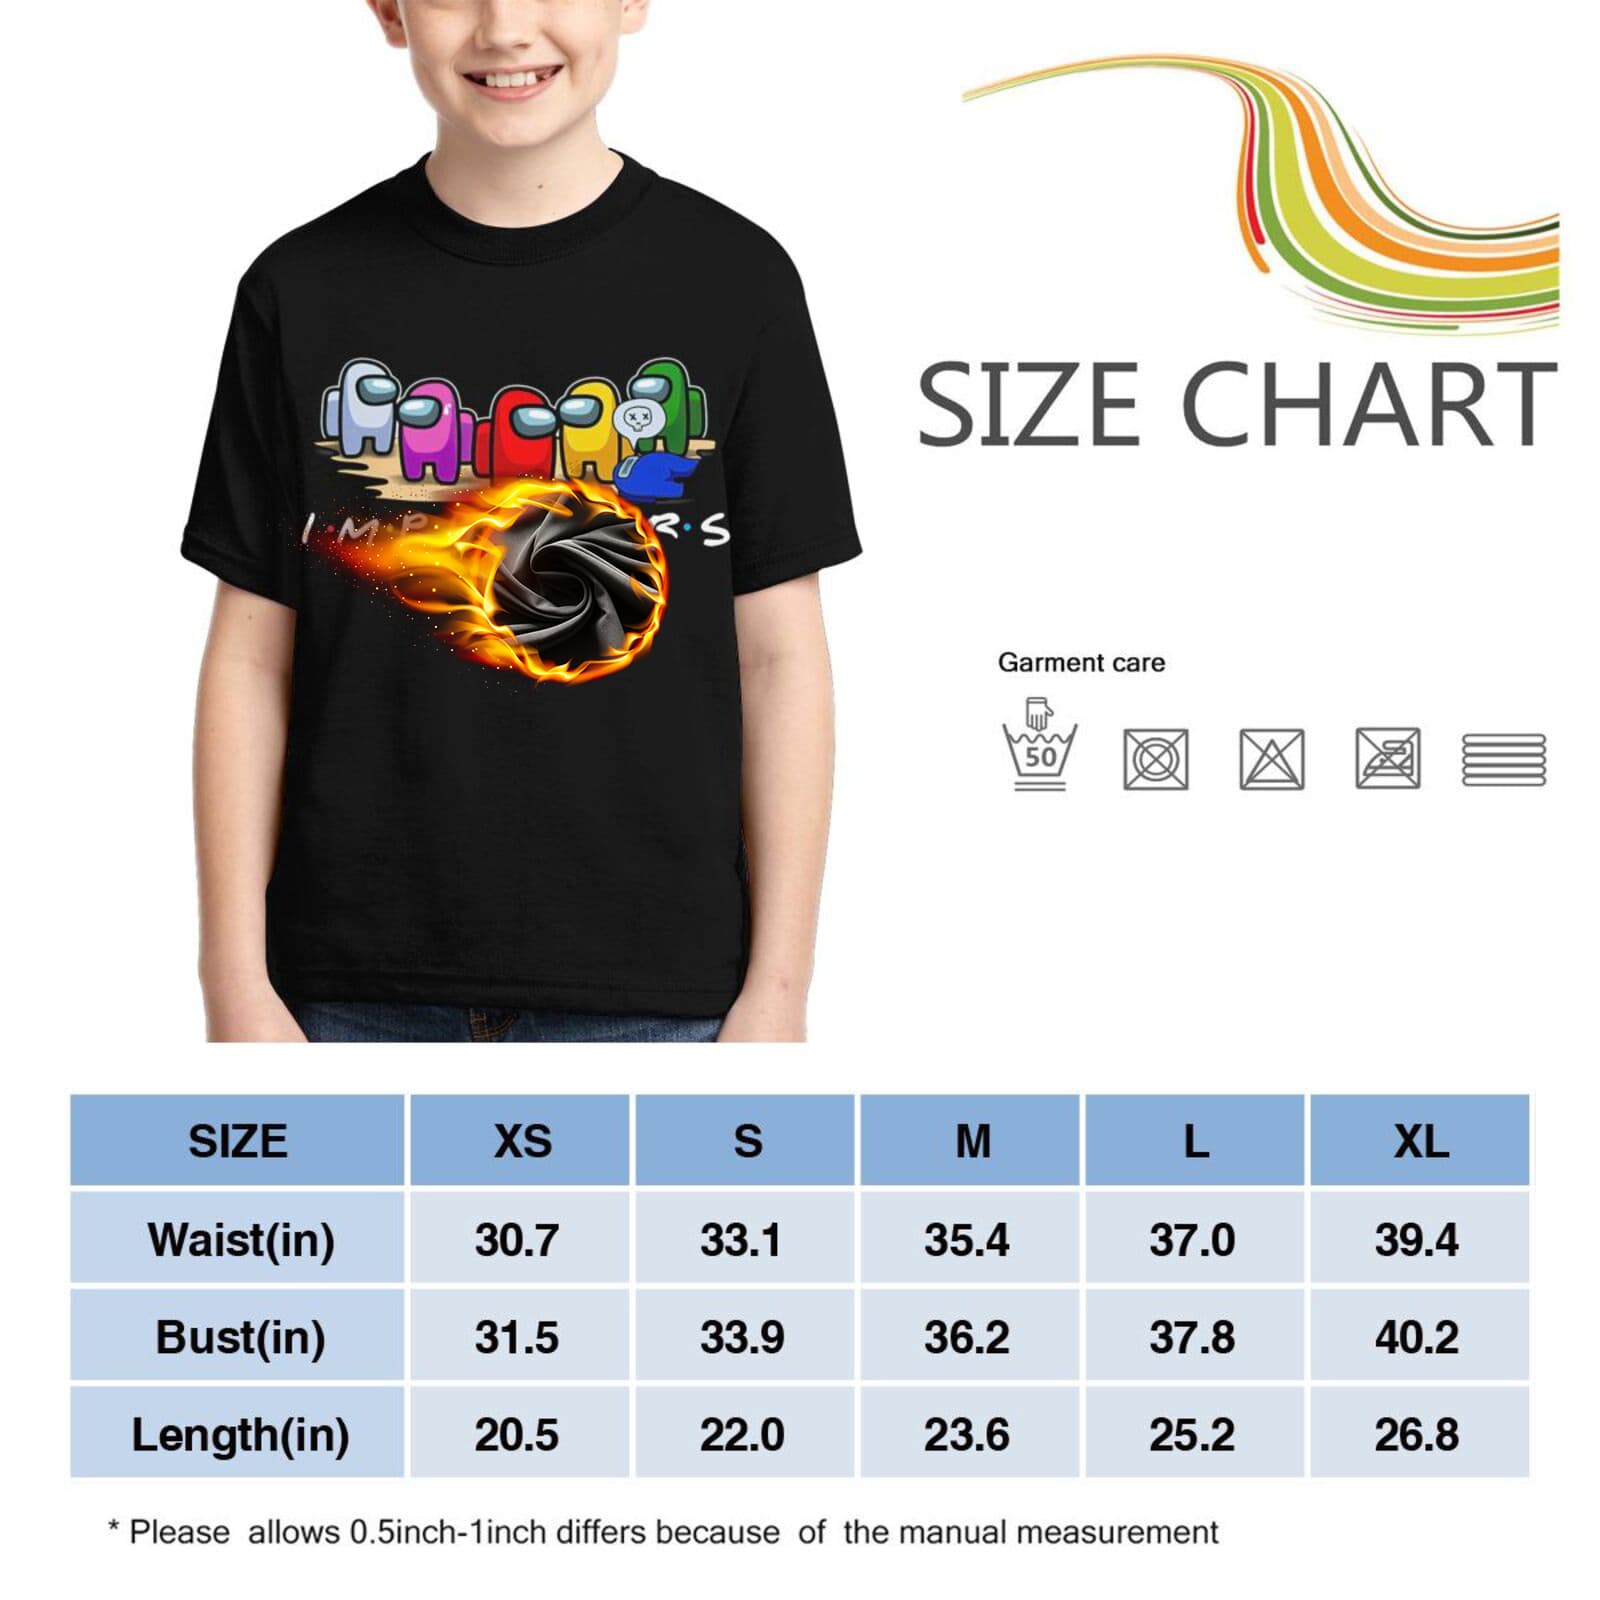 I·M·P
R·S
SIZE CHART
Garment care
50
SIZE XS S M L XL
Waist(in) 30.7 33.1 35.4 37.0 39.4
Bust(in) 31.5 33.9 36.2 37.8 40.2
Length(in) 20.5 22.0 23.6 25.2 26.8
* Please allows 0.5inch-1inch differs because of the manual measurement